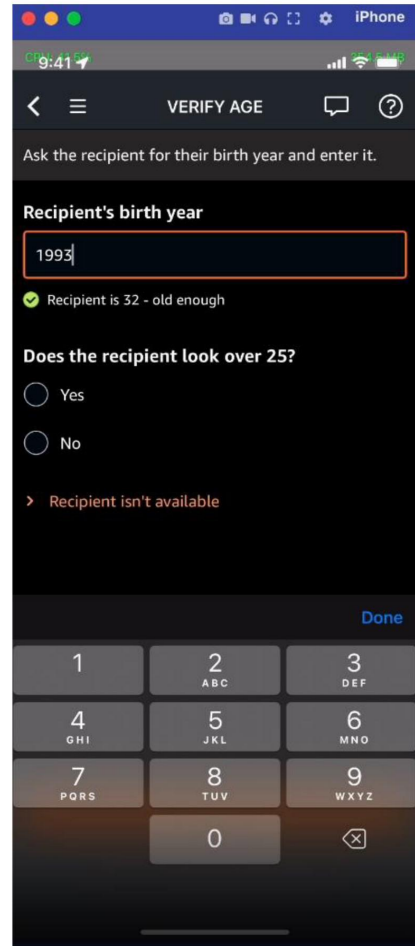 iPhone
9:41
VERIFY AGE
Ask the recipient for their birth year and enter it.
Recipient's birth year
1993
Recipient is 32 - old enough
Does the recipient look over 25?
Yes
No
Recipient isn't available
Done
1
2
ABC
3
DEF
4
GHI
5
JKL
6
MNO
7
PQRS
8
TUV
9
WXYZ
0